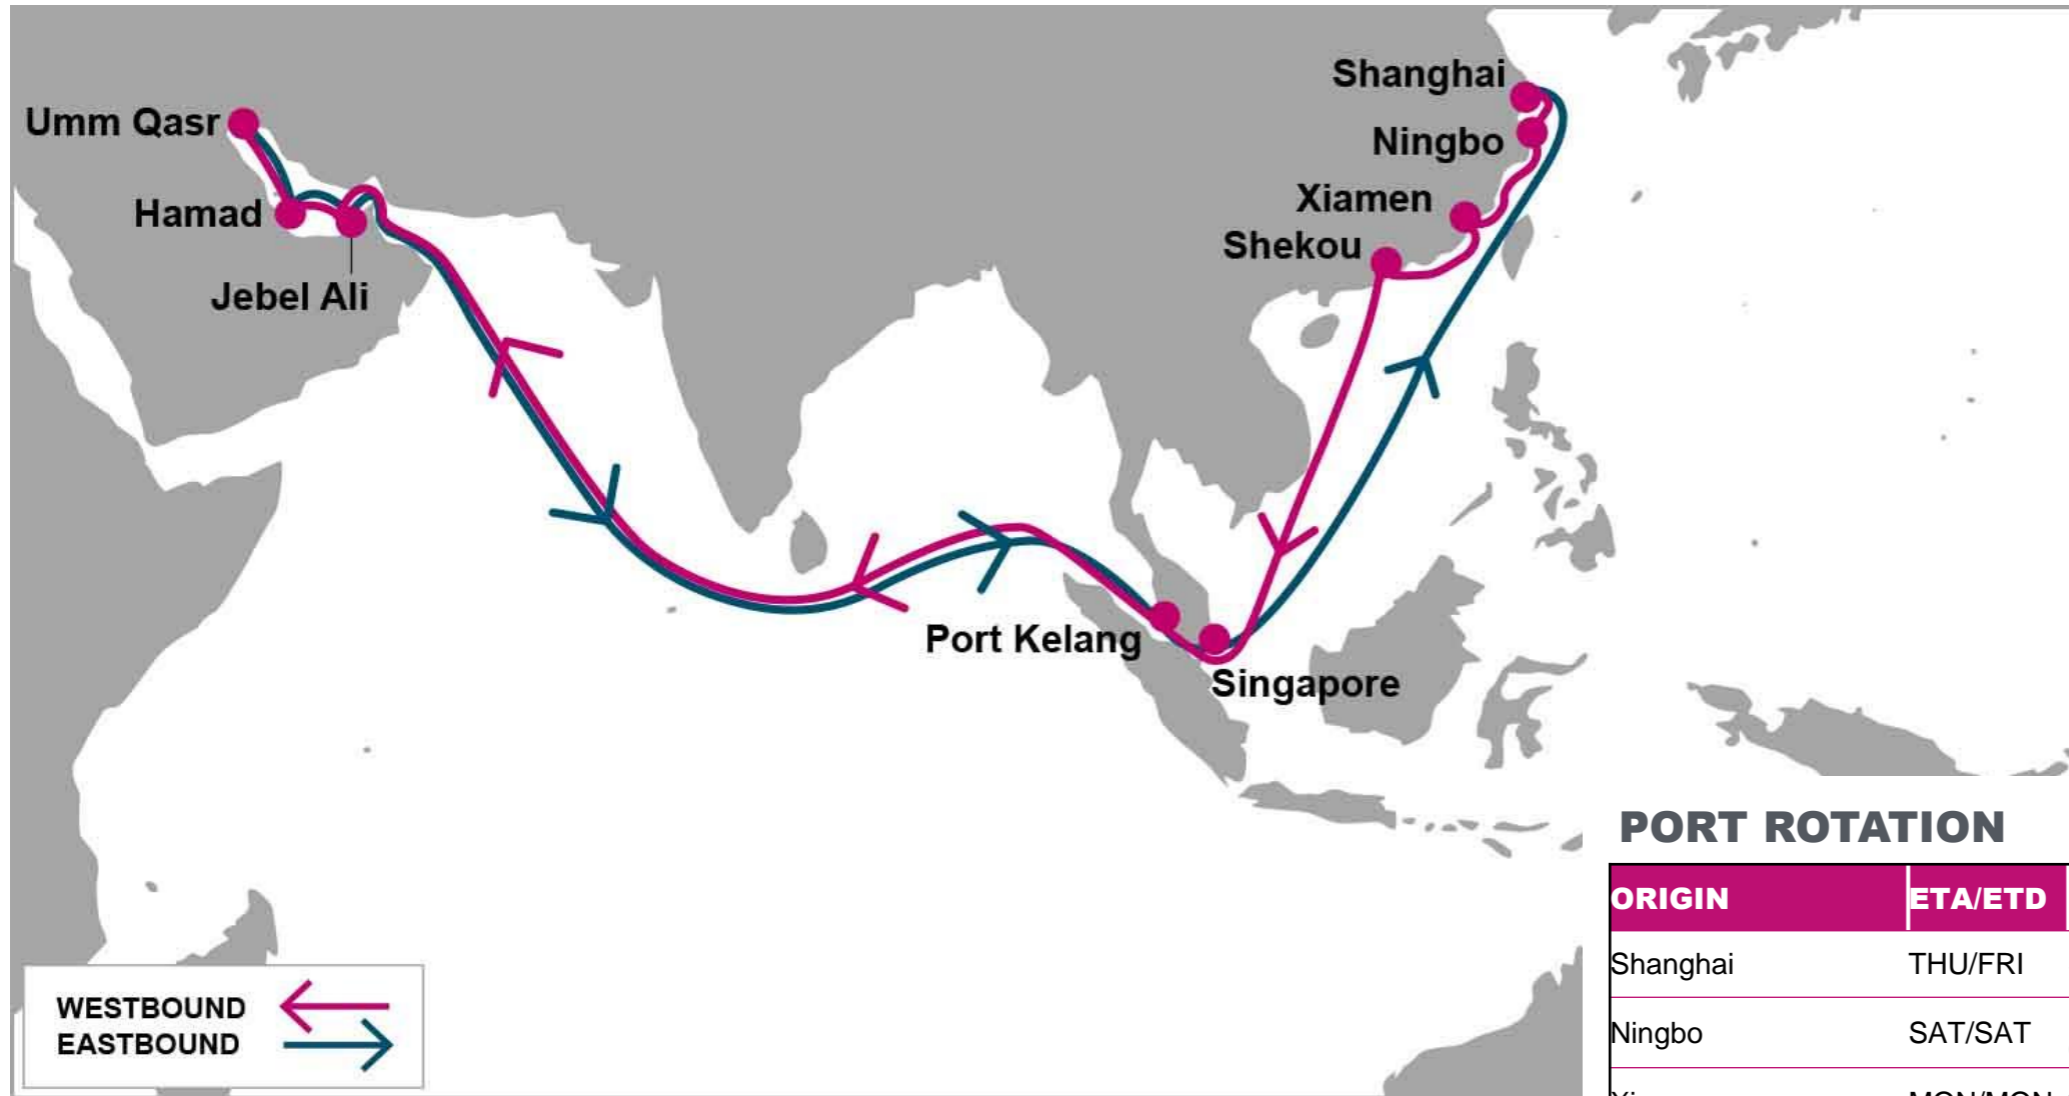 Shanghai
Umm Qasr
Ningbo
Xiamen
Hamad
Shekou
Jebel Ali
Port Kelang
Singapore
PORT ROTATION
ORIGIN ETA/ETD
Shanghai THU/FRI
Ningbo SAT/SAT
WESTBOUND
EASTBOUND